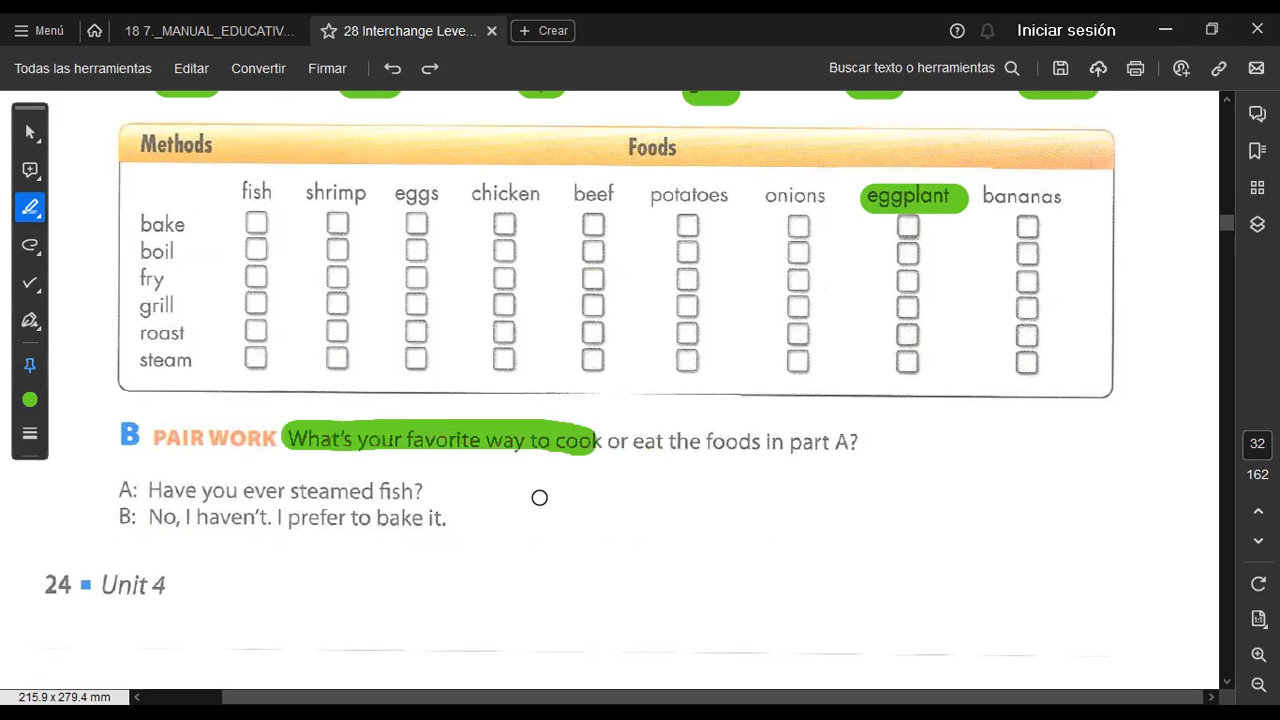 Menú
18 7._MANUAL_EDUCATIV...
28 Interchange Leve...
Crear
Iniciar sesión
Todas las herramientas
Editar
Convertir
Firmar
Buscar texto o herramientas
Methods
Foods
fish shrimp eggs chicken beef potatoes onions eggplant bananas
bake
boil
fry
grill
roast
steam
B PAIR WORK What's your favorite way to cook or eat the foods in part A?
A: Have you ever steamed fish?
B: No, I haven't. I prefer to bake it.
24 ■ Unit 4
32
162
215.9 x 279.4 mm